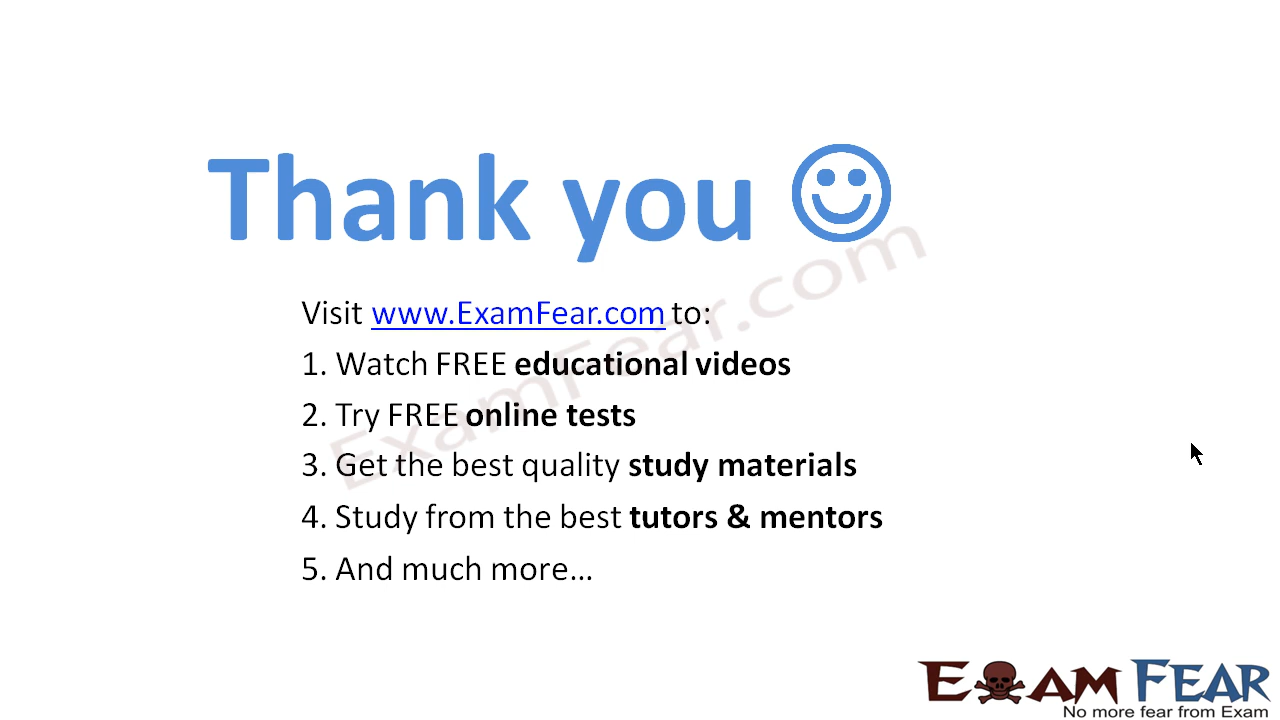 Thank you
Visit www.ExamFear.com to:
1. Watch FREE educational videos
2. Try FREE online tests
3. Get the best quality study materials
4. Study from the best tutors & mentors
5. And much more...
ExamFear.com
EXAM FEAR
No more fear from Exam